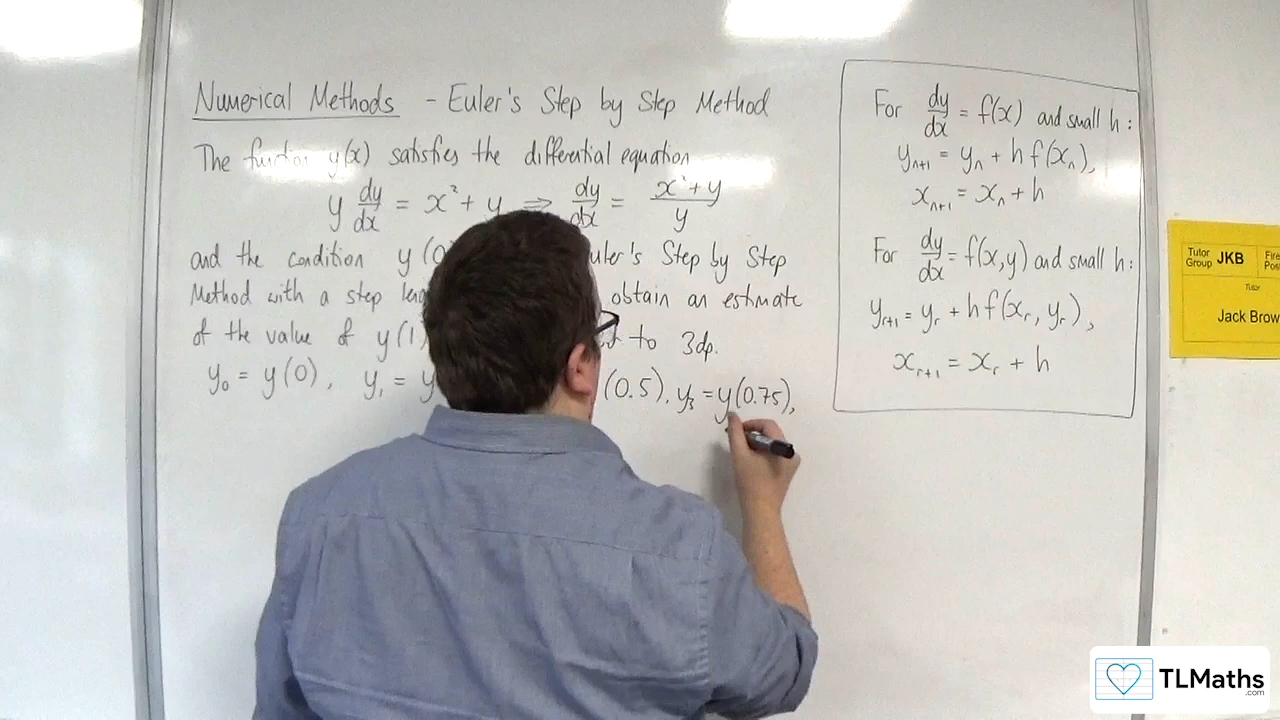 Numerical Methods - Euler's Step by Step Method
The function y(x) satisfies the differential equation
y dy/dx = x² + y ⇒ dy/dx = (x² + y)/y
and the condition y(0 Step by Step
Method with a step obtain an estimate
of the value of y(1 to 3dp.
y₀ = y(0), y₁ = y (0.5), y₃ = y(0.75),
For dy/dx = f(x) and small h:
yₙ₊₁ = yₙ + h f(xₙ),
xₙ₊₁ = xₙ + h
For dy/dx = f(x,y) and small h:
yᵣ₊₁ = yᵣ + h f(xᵣ, yᵣ),
xᵣ₊₁ = xᵣ + h
Tutor Group JKB
Tutor
Jack Brow
TLMaths
.com